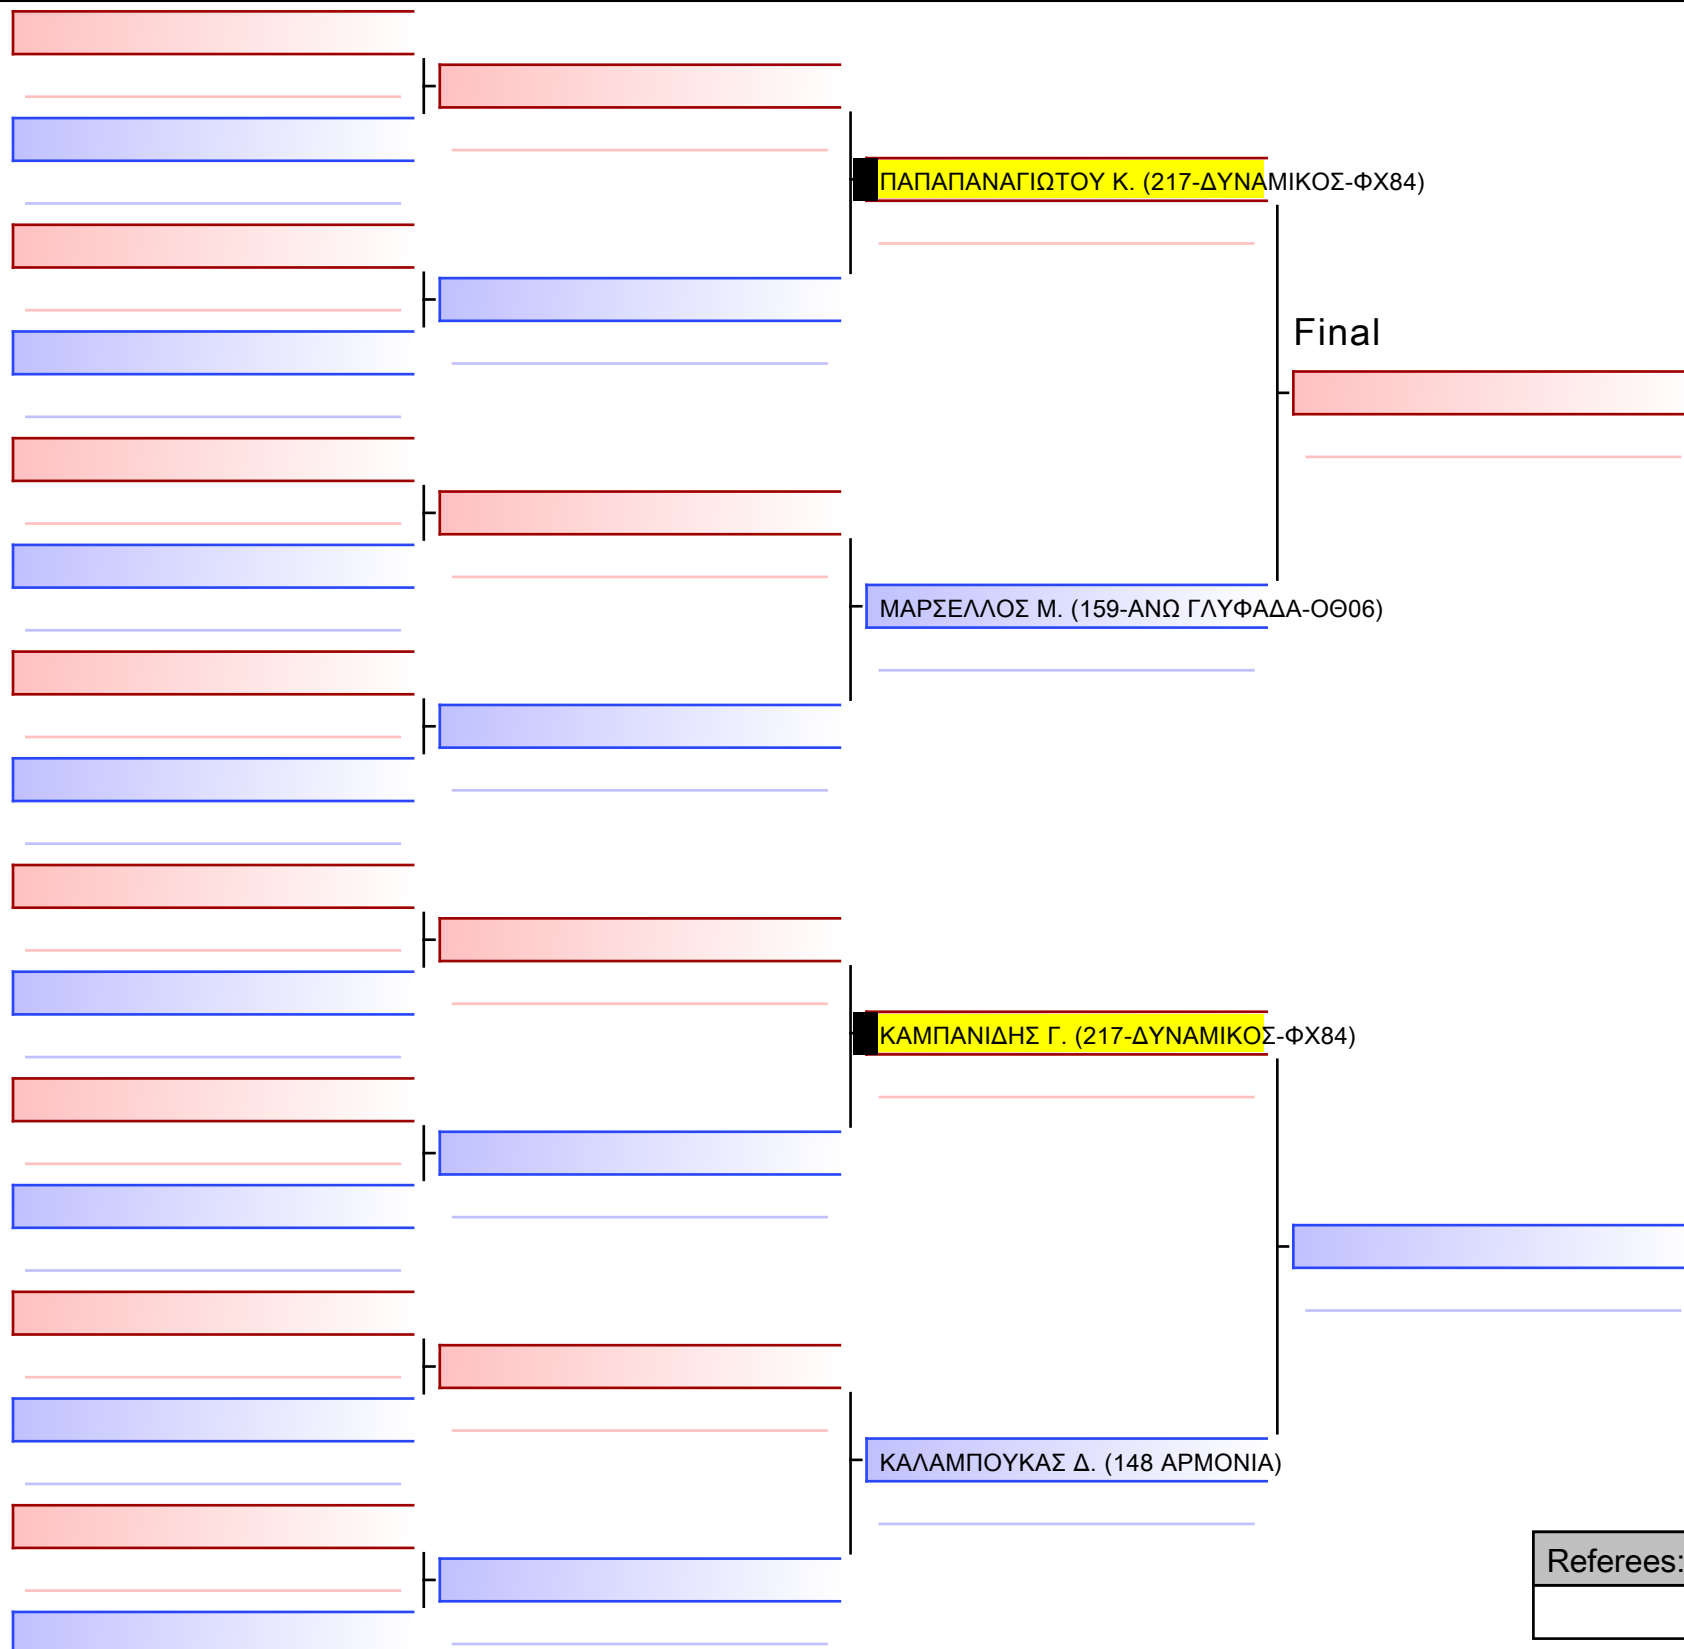 ΠΑΠΑΠΑΝΑΓΙΩΤΟΥ Κ. (217-ΔΥΝΑΜΙΚΟΣ-ΦΧ84)
Final
ΜΑΡΣΕΛΛΟΣ Μ. (159-ΑΝΩ ΓΛΥΦΑΔΑ-ΟΘ06)
ΚΑΜΠΑΝΙΔΗΣ Γ. (217-ΔΥΝΑΜΙΚΟΣ-ΦΧ84)
ΚΑΛΑΜΠΟΥΚΑΣ Δ. (148 ΑΡΜΟΝΙΑ)
Referees: